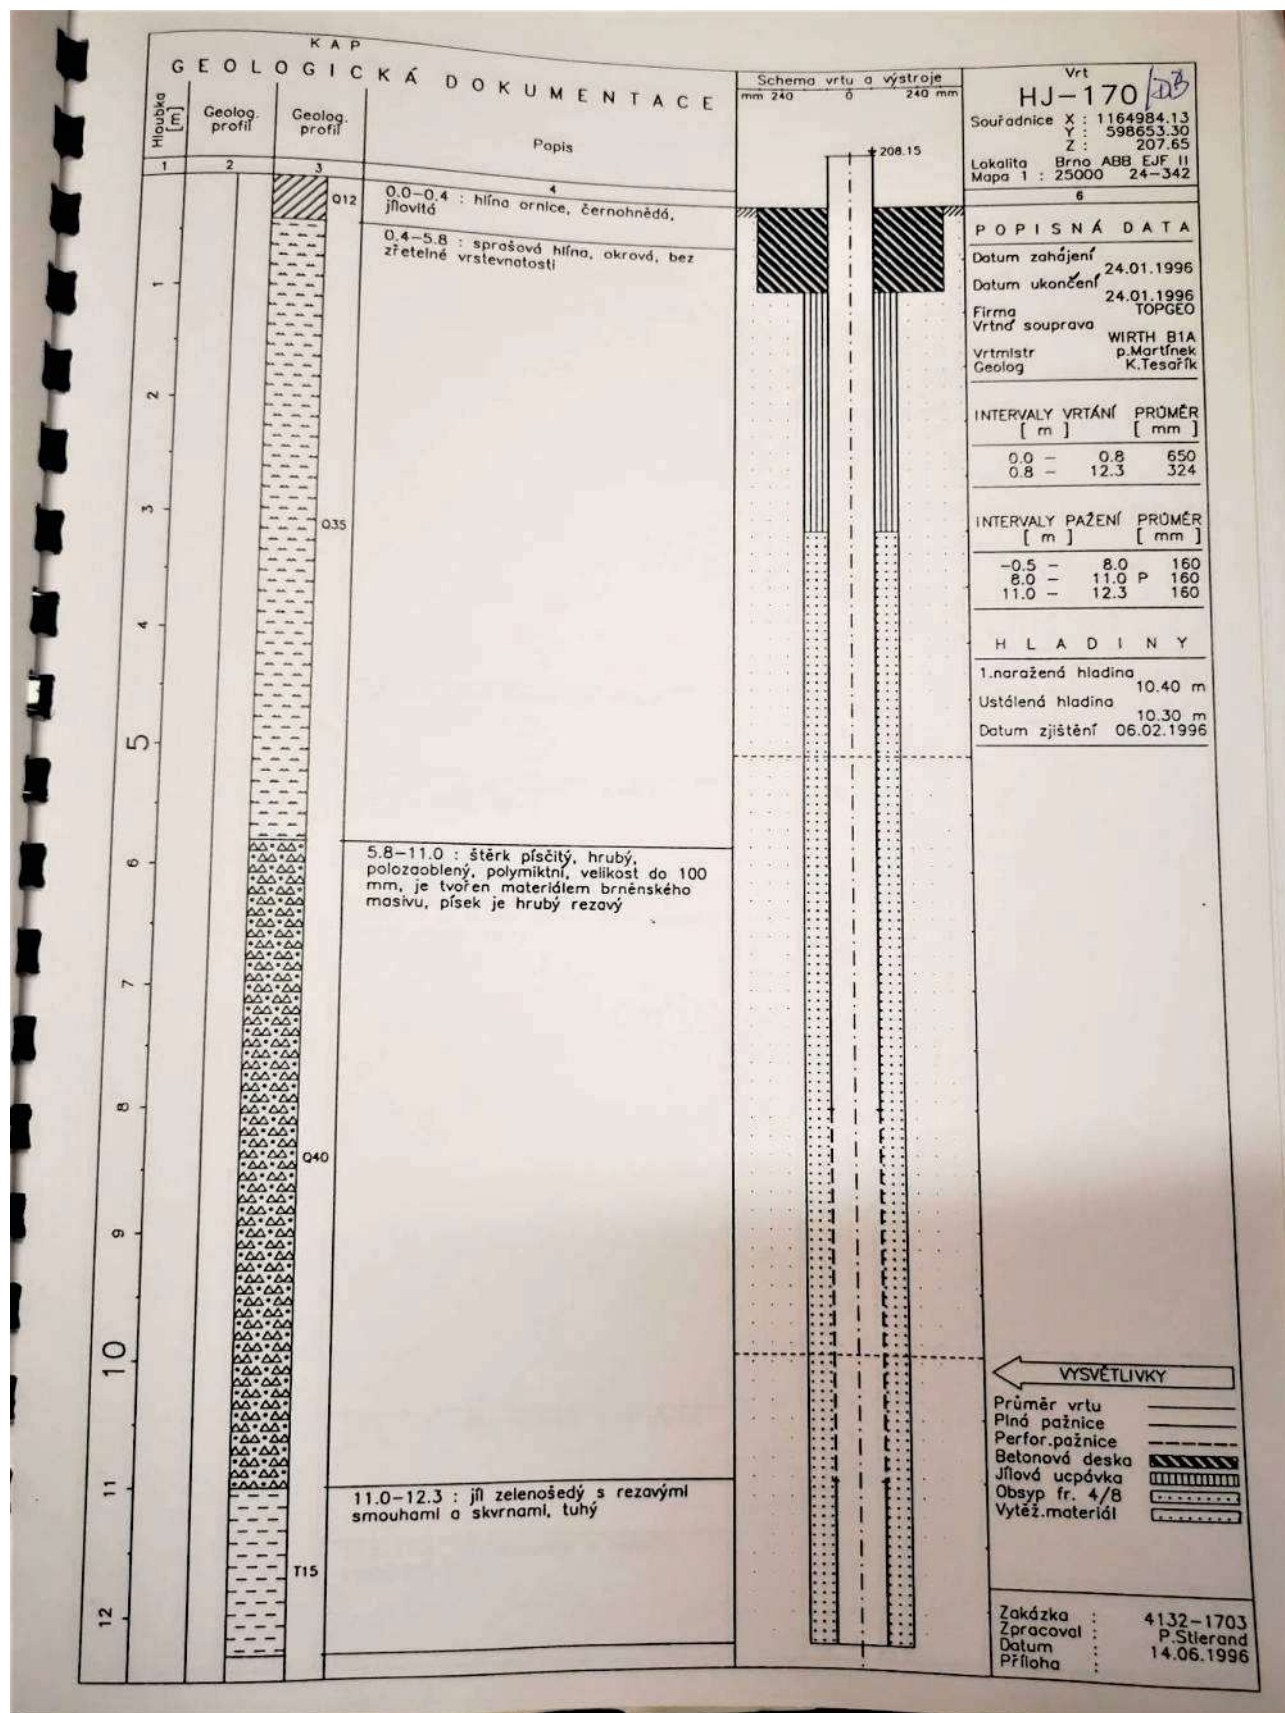 KAP
GEOLOGICKÁ DOKUMENTACE
Hloubka [m]
Geolog. profil
Geolog. profil
Popis
1
2
3
4
Q12
0.0-0.4 : hlína ornice, černohnědá,
jílovitá
0.4-5.8 : sprašová hlína, okrová, bez
zřetelné vrstevnatosti
1
2
3
Q35
4
5
6
5.8-11.0 : štěrk písčitý, hrubý,
polozaoblený, polymiktní, velikost do 100
mm, je tvořen materiálem brněnského
masivu, písek je hrubý rezavý
7
8
Q40
9
10
11
11.0-12.3 : jíl zelenošedý s rezavými
smouhami a skvrnami, tuhý
T15
12
Schema vrtu a výstroje
mm 240 0 240 mm
208.15
Vrt
HJ-170
Souřadnice X : 1164984.13
Y : 598653.30
Z : 207.65
Lokalita Brno ABB EJF II
Mapa 1 : 25000 24-342
6
POPISNÁ DATA
Datum zahájení
24.01.1996
Datum ukončení
24.01.1996
Firma TOPGEO
Vrtná souprava
WIRTH B1A
Vrtmistr p.Martínek
Geolog K.Tesařík
INTERVALY VRTÁNÍ PRŮMĚR
[ m ] [ mm ]
0.0 - 0.8 650
0.8 - 12.3 324
INTERVALY PAŽENÍ PRŮMĚR
[ m ] [ mm ]
-0.5 - 8.0 160
8.0 - 11.0 P 160
11.0 - 12.3 160
HLADINY
1.naražená hladina
10.40 m
Ustálená hladina
10.30 m
Datum zjištění 06.02.1996
VYSVĚTLIVKY
Průměr vrtu
Plná pažnice
Perfor.pažnice
Betonová deska
Jílová ucpávka
Obsyp fr. 4/8
Vytěž.materiál
Zakázka : 4132-1703
Zpracoval : P.Stierand
Datum : 14.06.1996
Příloha :